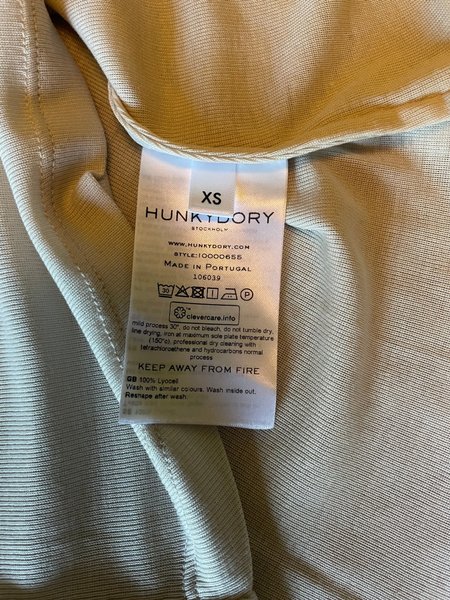 XS
HUNKYDORY
STOCKHOLM
WWW.HUNKYDORY.COM
STYLE:10000655
MADE IN PORTUGAL
106039
30 P
clevercare.info
mild process 30°, do not bleach, do not tumble dry,
line drying, iron at maximum sole plate temperature
(150°c), professional dry cleaning with
tetrachloroethene and hydrocarbons normal
process
KEEP AWAY FROM FIRE
GB 100% Lyocell
Wash with similar colours. Wash inside out.
Reshape after wash.